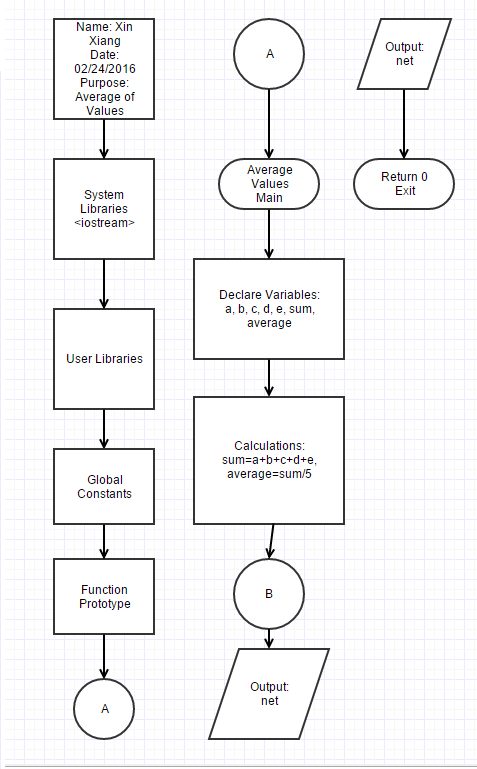 Name: Xin
Xiang
Date:
02/24/2016
Purpose:
Average of
Values
System
Libraries
<iostream>
User Libraries
Global
Constants
Function
Prototype
A
A
Average
Values
Main
Declare Variables:
a, b, c, d, e, sum,
average
Calculations:
sum=a+b+c+d+e,
average=sum/5
B
Output:
net
Output:
net
Return 0
Exit